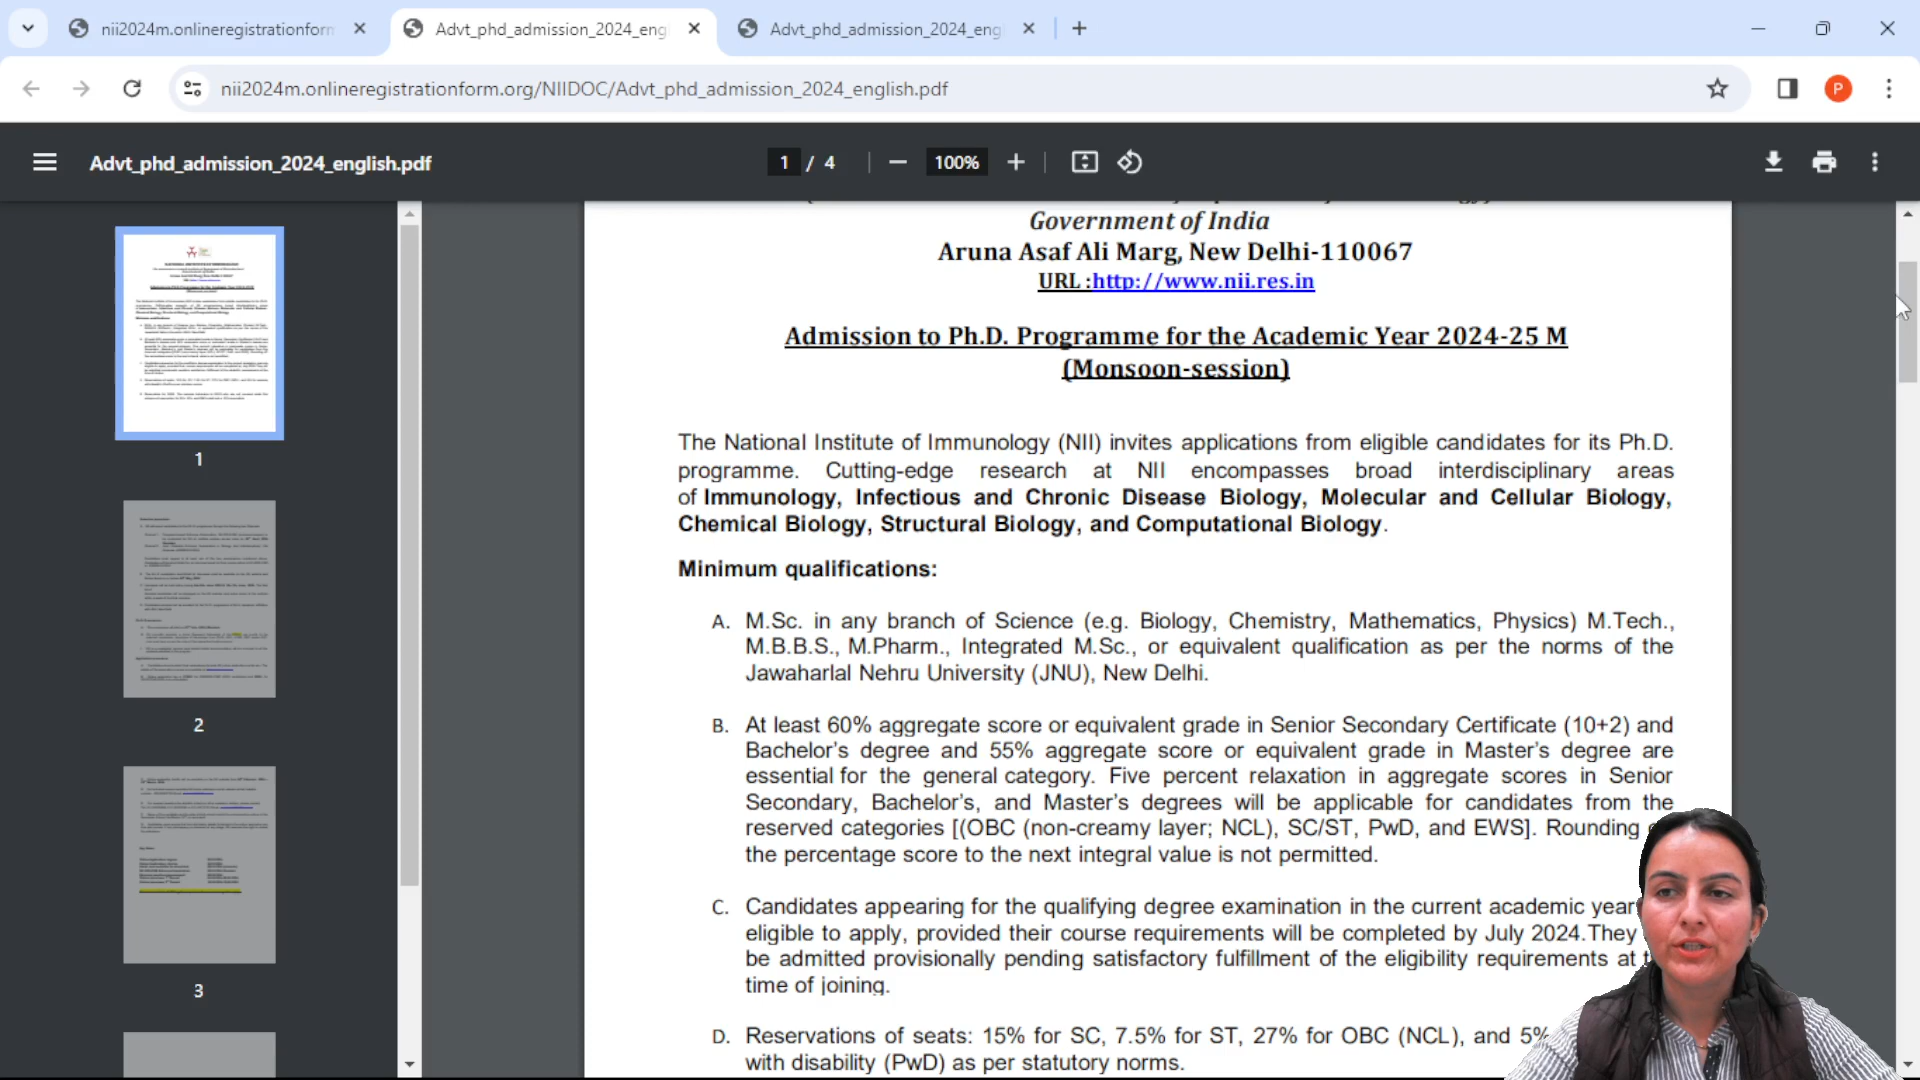 nii2024m.onlineregistrationform
Advt_phd_admission_2024_eng
Advt_phd_admission_2024_eng
nii2024m.onlineregistrationform.org/NIIDOC/Advt_phd_admission_2024_english.pdf
P
Advt_phd_admission_2024_english.pdf
1 / 4
100%
Government of India
Aruna Asaf Ali Marg, New Delhi-110067
URL :http://www.nii.res.in
Admission to Ph.D. Programme for the Academic Year 2024-25 M
(Monsoon-session)
The National Institute of Immunology (NII) invites applications from eligible candidates for its Ph.D.
programme. Cutting-edge research at NII encompasses broad interdisciplinary areas
of Immunology, Infectious and Chronic Disease Biology, Molecular and Cellular Biology,
Chemical Biology, Structural Biology, and Computational Biology.
Minimum qualifications:
A. M.Sc. in any branch of Science (e.g. Biology, Chemistry, Mathematics, Physics) M.Tech.,
M.B.B.S., M.Pharm., Integrated M.Sc., or equivalent qualification as per the norms of the
Jawaharlal Nehru University (JNU), New Delhi.
B. At least 60% aggregate score or equivalent grade in Senior Secondary Certificate (10+2) and
Bachelor's degree and 55% aggregate score or equivalent grade in Master's degree are
essential for the general category. Five percent relaxation in aggregate scores in Senior
Secondary, Bachelor's, and Master's degrees will be applicable for candidates from the
reserved categories [(OBC (non-creamy layer; NCL), SC/ST, PwD, and EWS]. Rounding
the percentage score to the next integral value is not permitted.
C. Candidates appearing for the qualifying degree examination in the current academic year
eligible to apply, provided their course requirements will be completed by July 2024.They
be admitted provisionally pending satisfactory fulfillment of the eligibility requirements at
time of joining.
D. Reservations of seats: 15% for SC, 7.5% for ST, 27% for OBC (NCL), and 5%
with disability (PwD) as per statutory norms.
1
2
3